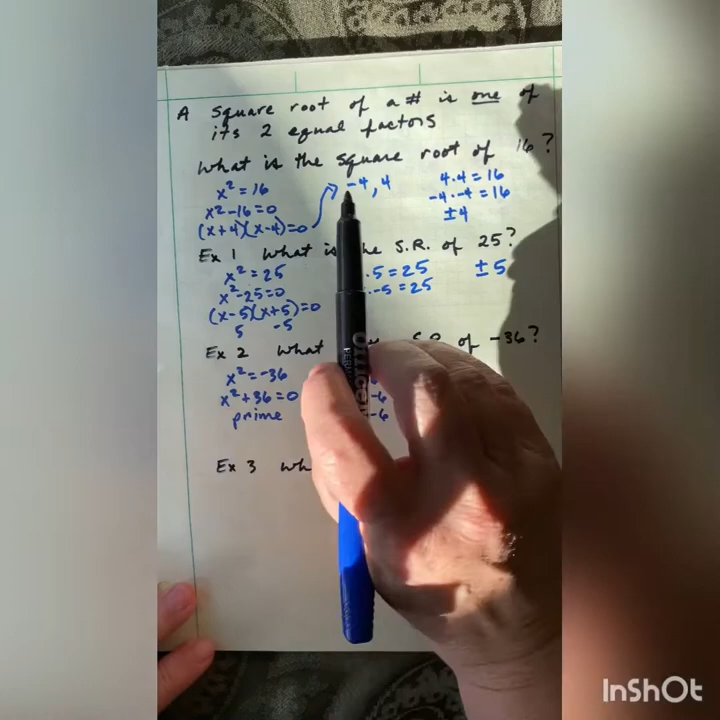 A square root of a # is one of
its 2 equal factors
What is the square root of 16?
x² = 16
x² - 16 = 0
(x+4)(x-4) = 0
-4, 4
4·4 = 16
-4·-4 = 16
±4
Ex 1 What is the S.R. of 25?
x² = 25
x² - 25 = 0
(x-5)(x+5) = 0
5 -5
·5 = 25
·-5 = 25
±5
Ex 2 What S.R. of -36?
x² = -36
x² + 36 = 0
prime
-6
-6
Ex 3 Wh
PERM
InShOt